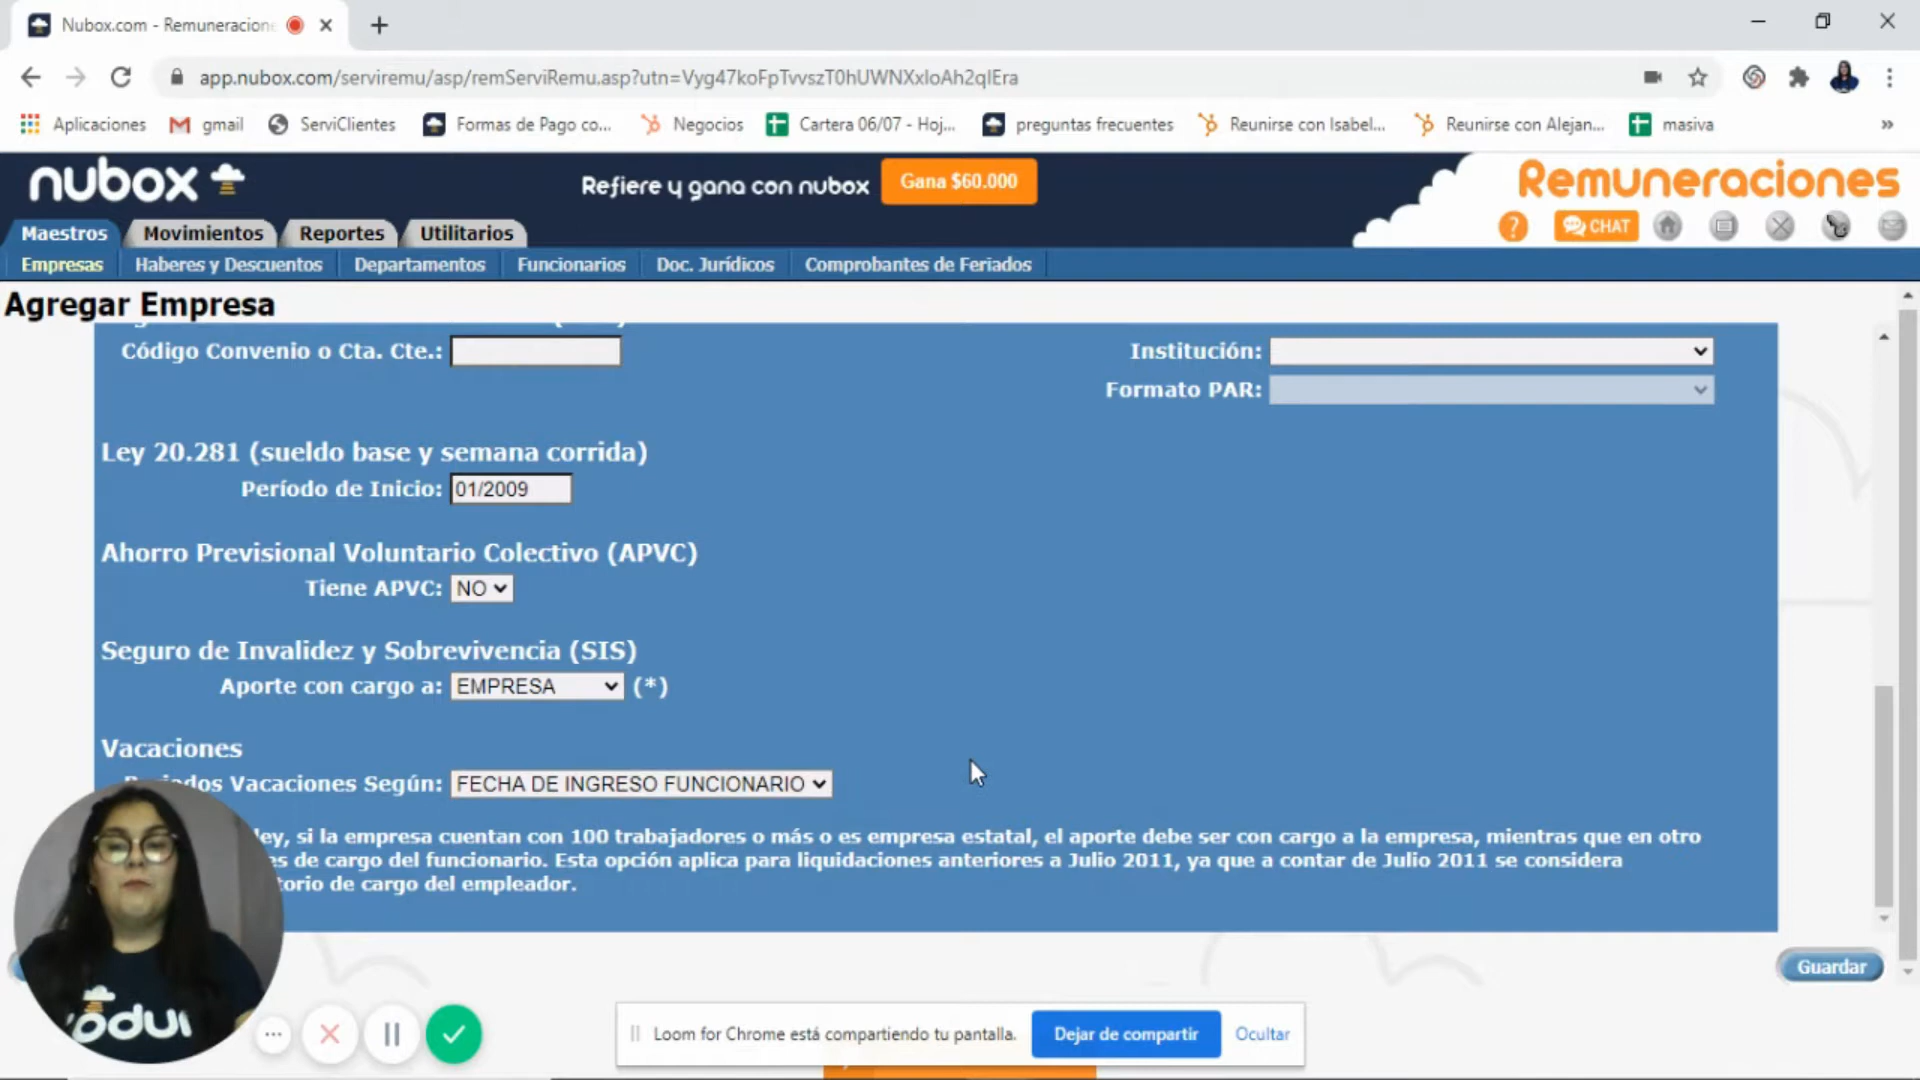 Nubox.com - Remuneracione
app.nubox.com/serviremu/asp/remServiRemu.asp?utn=Vyg47koFpTvvszT0hUWNXxIoAh2qIEra
Aplicaciones
gmail
ServiClientes
Formas de Pago co...
Negocios
Cartera 06/07 - Hoj...
preguntas frecuentes
Reunirse con Isabel...
Reunirse con Alejan...
masiva
»
nubox
Refiere y gana con nubox
Gana $60.000
Remuneraciones
? CHAT
Maestros Movimientos Reportes Utilitarios
Empresas Haberes y Descuentos Departamentos Funcionarios Doc. Jurídicos Comprobantes de Feriados
Agregar Empresa
Código Convenio o Cta. Cte.:
Institución:
Formato PAR:
Ley 20.281 (sueldo base y semana corrida)
Período de Inicio: 01/2009
Ahorro Previsional Voluntario Colectivo (APVC)
Tiene APVC: NO
Seguro de Invalidez y Sobrevivencia (SIS)
Aporte con cargo a: EMPRESA (*)
Vacaciones
Vacaciones Según: FECHA DE INGRESO FUNCIONARIO
ley, si la empresa cuentan con 100 trabajadores o más o es empresa estatal, el aporte debe ser con cargo a la empresa, mientras que en otro
de cargo del funcionario. Esta opción aplica para liquidaciones anteriores a Julio 2011, ya que a contar de Julio 2011 se considera
de cargo del empleador.
Guardar
Loom for Chrome está compartiendo tu pantalla.
Dejar de compartir
Ocultar